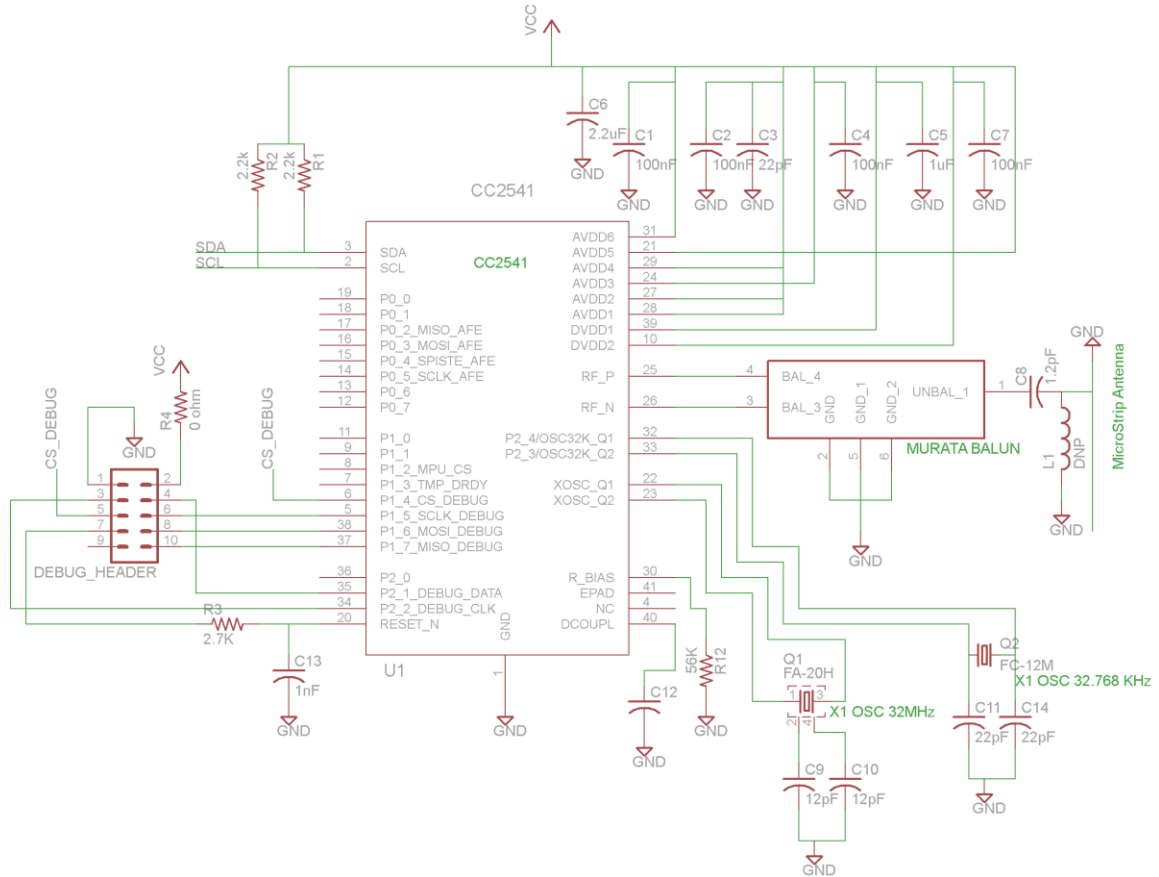 VCC
C6
2.2uF
GND
C1
100nF
GND
C2
100nF
GND
C3
22pF
GND
C4
100nF
GND
C5
1uF
GND
C7
100nF
GND
2.2k
R2
2.2k
R1
CC2541
CC2541
SDA
SCL
3 SDA
2 SCL
19 P0_0
18 P0_1
17 P0_2_MISO_AFE
16 P0_3_MOSI_AFE
15 P0_4_SPISTE_AFE
14 P0_5_SCLK_AFE
13 P0_6
12 P0_7
11 P1_0
9 P1_1
8 P1_2_MPU_CS
7 P1_3_TMP_DRDY
6 P1_4_CS_DEBUG
5 P1_5_SCLK_DEBUG
38 P1_6_MOSI_DEBUG
37 P1_7_MISO_DEBUG
36 P2_0
35 P2_1_DEBUG_DATA
34 P2_2_DEBUG_CLK
20 RESET_N
GND
1
GND
U1
AVDD6 31
AVDD5 21
AVDD4 29
AVDD3 24
AVDD2 27
AVDD1 28
DVDD1 39
DVDD2 10
RF_P 25
RF_N 26
P2_4/OSC32K_Q1 32
P2_3/OSC32K_Q2 33
XOSC_Q1 22
XOSC_Q2 23
R_BIAS 30
EPAD 41
NC 4
DCOUPL 40
VCC
R4
0 ohm
CS_DEBUG
GND
CS_DEBUG
1 2
3 4
5 6
7 8
9 10
DEBUG_HEADER
R3
2.7K
C13
1nF
GND
4 BAL_4
3 BAL_3
GND
GND_1
GND_2
UNBAL_1 1
2 5 6
MURATA BALUN
GND
C8
1.2pF
GND
L1
DNP
GND
MicroStrip Antenna
56K
R12
GND
C12
GND
Q1
FA-20H
1 3
2 4
X1 OSC 32MHz
C9
12pF
C10
12pF
GND
Q2
FC-12M
X1 OSC 32.768 KHz
C11
22pF
C14
22pF
GND